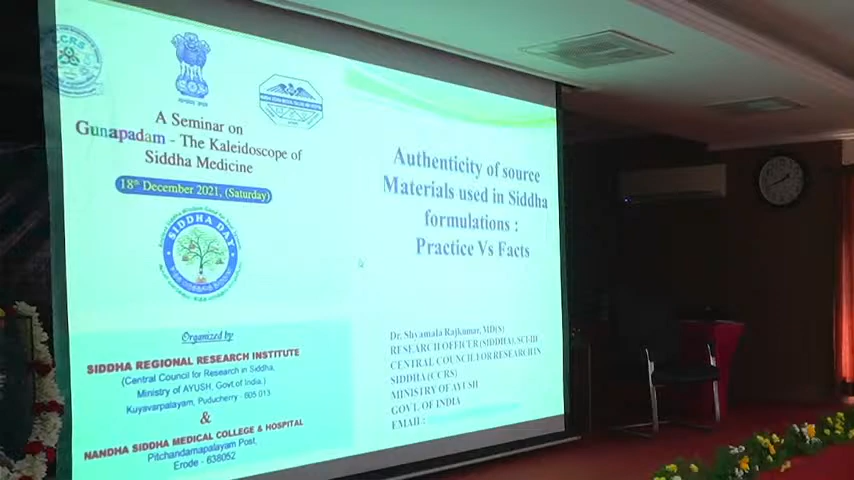 CCRS
A Seminar on
Gunapadam - The Kaleidoscope of
Siddha Medicine
18th December 2021, (Saturday)
SIDDHA DAY
Organized by
SIDDHA REGIONAL RESEARCH INSTITUTE
(Central Council for Research in Siddha,
Ministry of AYUSH, Govt.of India.)
Kuyavarpalayam, Puducherry - 605 013
&
NANDHA SIDDHA MEDICAL COLLEGE & HOSPITAL
Pitchandamapalayam Post,
Erode - 638052
Authenticity of source
Materials used in Siddha
formulations :
Practice Vs Facts
Dr. Shyamala Rajkumar, MD(S)
RESEARCH OFFICER (SIDDHA), SCI-III
CENTRAL COUNCIL FOR RESEARCH IN
SIDDHA (CCRS)
MINISTRY OF AYUSH
GOVT. OF INDIA
EMAIL :